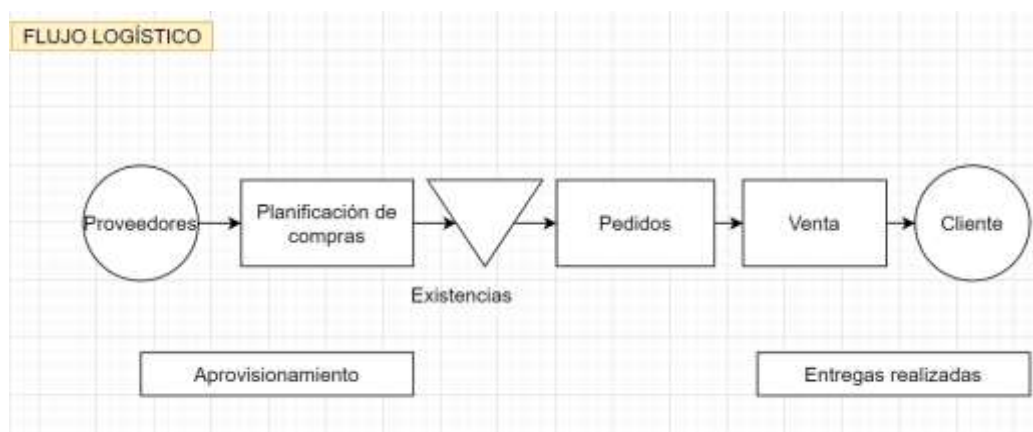 FLUJO LOGÍSTICO
Proveedores
Planificación de
compras
Pedidos
Venta
Cliente
Existencias
Aprovisionamiento
Entregas realizadas